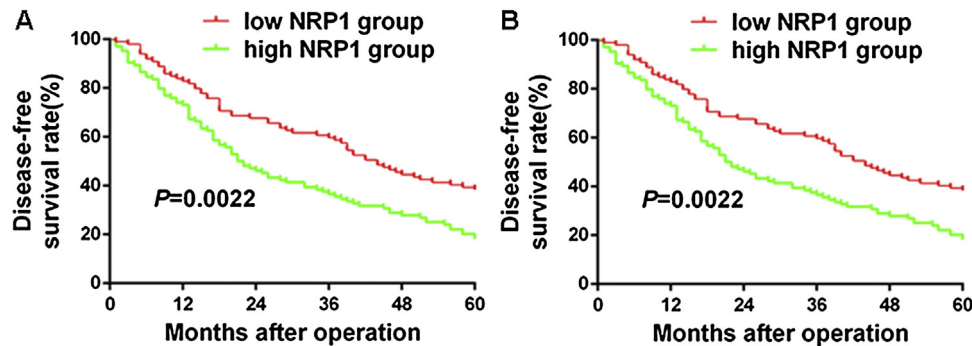 A
low NRP1 group
high NRP1 group
100
80
60
40
20
0
Disease-free
survival rate(%)
P=0.0022
0 12 24 36 48 60
Months after operation
B
low NRP1 group
high NRP1 group
100
80
60
40
20
0
Disease-free
survival rate(%)
P=0.0022
0 12 24 36 48 60
Months after operation